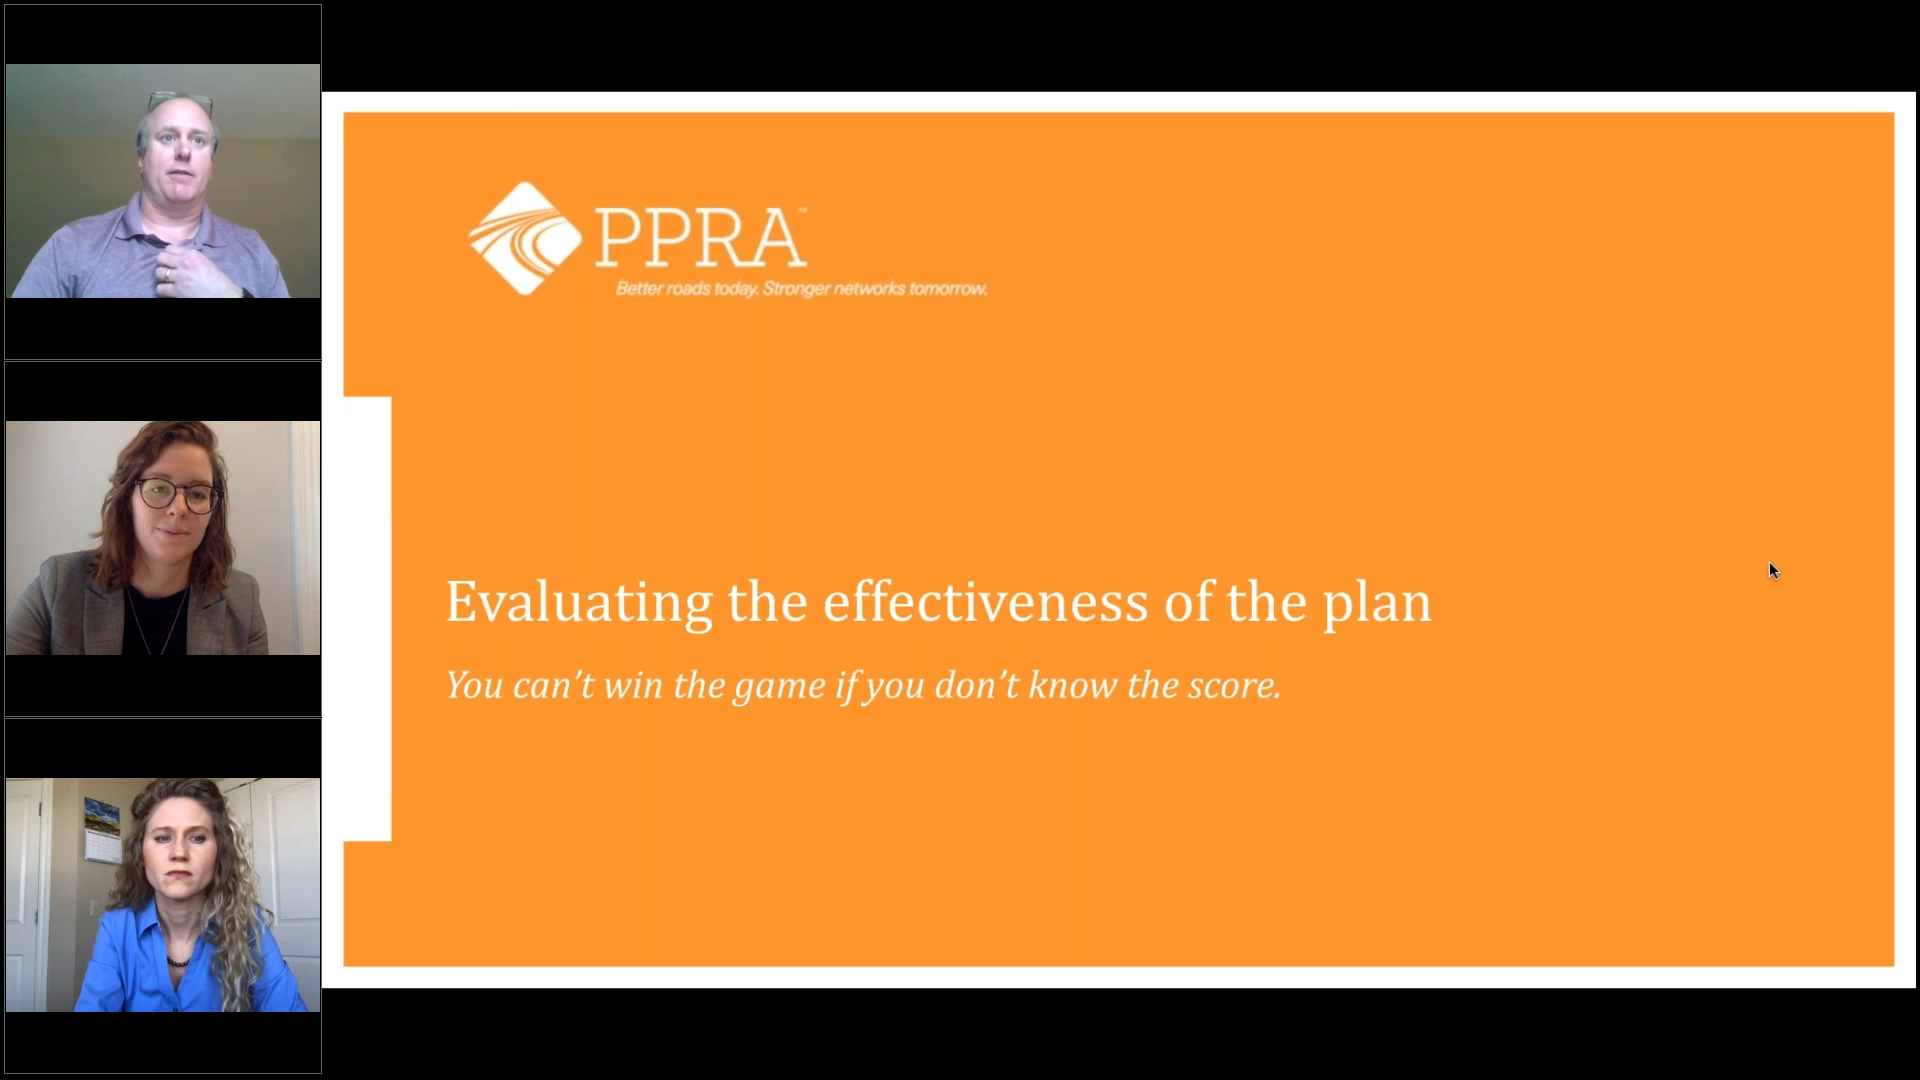 PPRA™
Better roads today. Stronger networks tomorrow.
Evaluating the effectiveness of the plan
You can’t win the game if you don’t know the score.